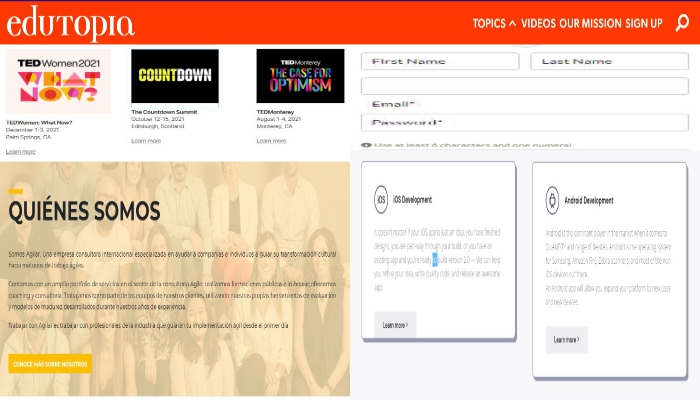 edutopia
TOPICS VIDEOS OUR MISSION SIGN UP
TEDWomen 2021
WHAT
NOW?
TEDWomen: What Now?
December 1-3, 2021
Palm Springs, CA
Learn more
COUNTDOWN
The Countdown Summit
October 12-15, 2021
Edinburgh, Scotland
Learn more
TEDMonterey
THE CASE FOR
OPTIMISM
TEDMonterey
August 1-4, 2021
Monterey, CA
Learn more
First Name
Last Name
Email*
Password*
Use at least 6 characters and one numeral
QUIÉNES SOMOS
Somos Agilar. Una empresa consultora internacional especializada en ayudar a compañías e individuos a guiar su transformación cultural
hacia métodos de trabajo ágiles.
Contamos con un amplio portfolio de servicios en el sector de la consultoría Agile, realizamos formaciones públicas o in house, ofrecemos
coaching y consultoría. Trabajamos como parte de los equipos de nuestros clientes, utilizando nuestras propias herramientas de evaluación
y modelos de madurez desarrollados durante nuestros años de experiencia.
Trabajar con Agilar es trabajar con profesionales de la industria que guiarán tu implementación ágil desde el primer día
CONOCE MÁS SOBRE NOSOTROS
iOS
iOS Development
It doesn't matter if your iOS app is just an idea, you have finished
designs, you are part-way through your build, or you have an
existing app and you're ready to build version 2.0 — We can help
you refine your idea, write quality code, and release an awesome
app.
Learn more >
Android Development
Android is the dominant player in the market when it comes to
QUANTITY and range of devices. Android is the operating system
for Samsung, Amazon Fire, Zebra scanners, and most of the non-
iOS devices out there.
An Android app will allow you expand your platform to new uses
and new devices.
Learn more >